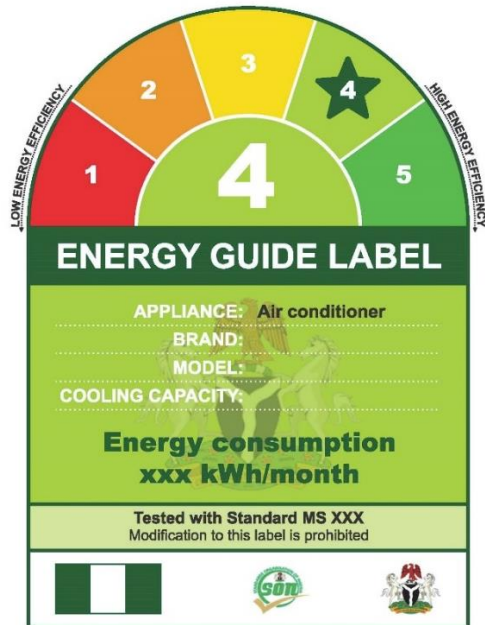 3
2
4
1
4
5
LOW ENERGY EFFICIENCY
HIGH ENERGY EFFICIENCY
ENERGY GUIDE LABEL
APPLIANCE: Air conditioner
BRAND:
MODEL:
COOLING CAPACITY:
Energy consumption
xxx kWh/month
Tested with Standard MS XXX
Modification to this label is prohibited
SON